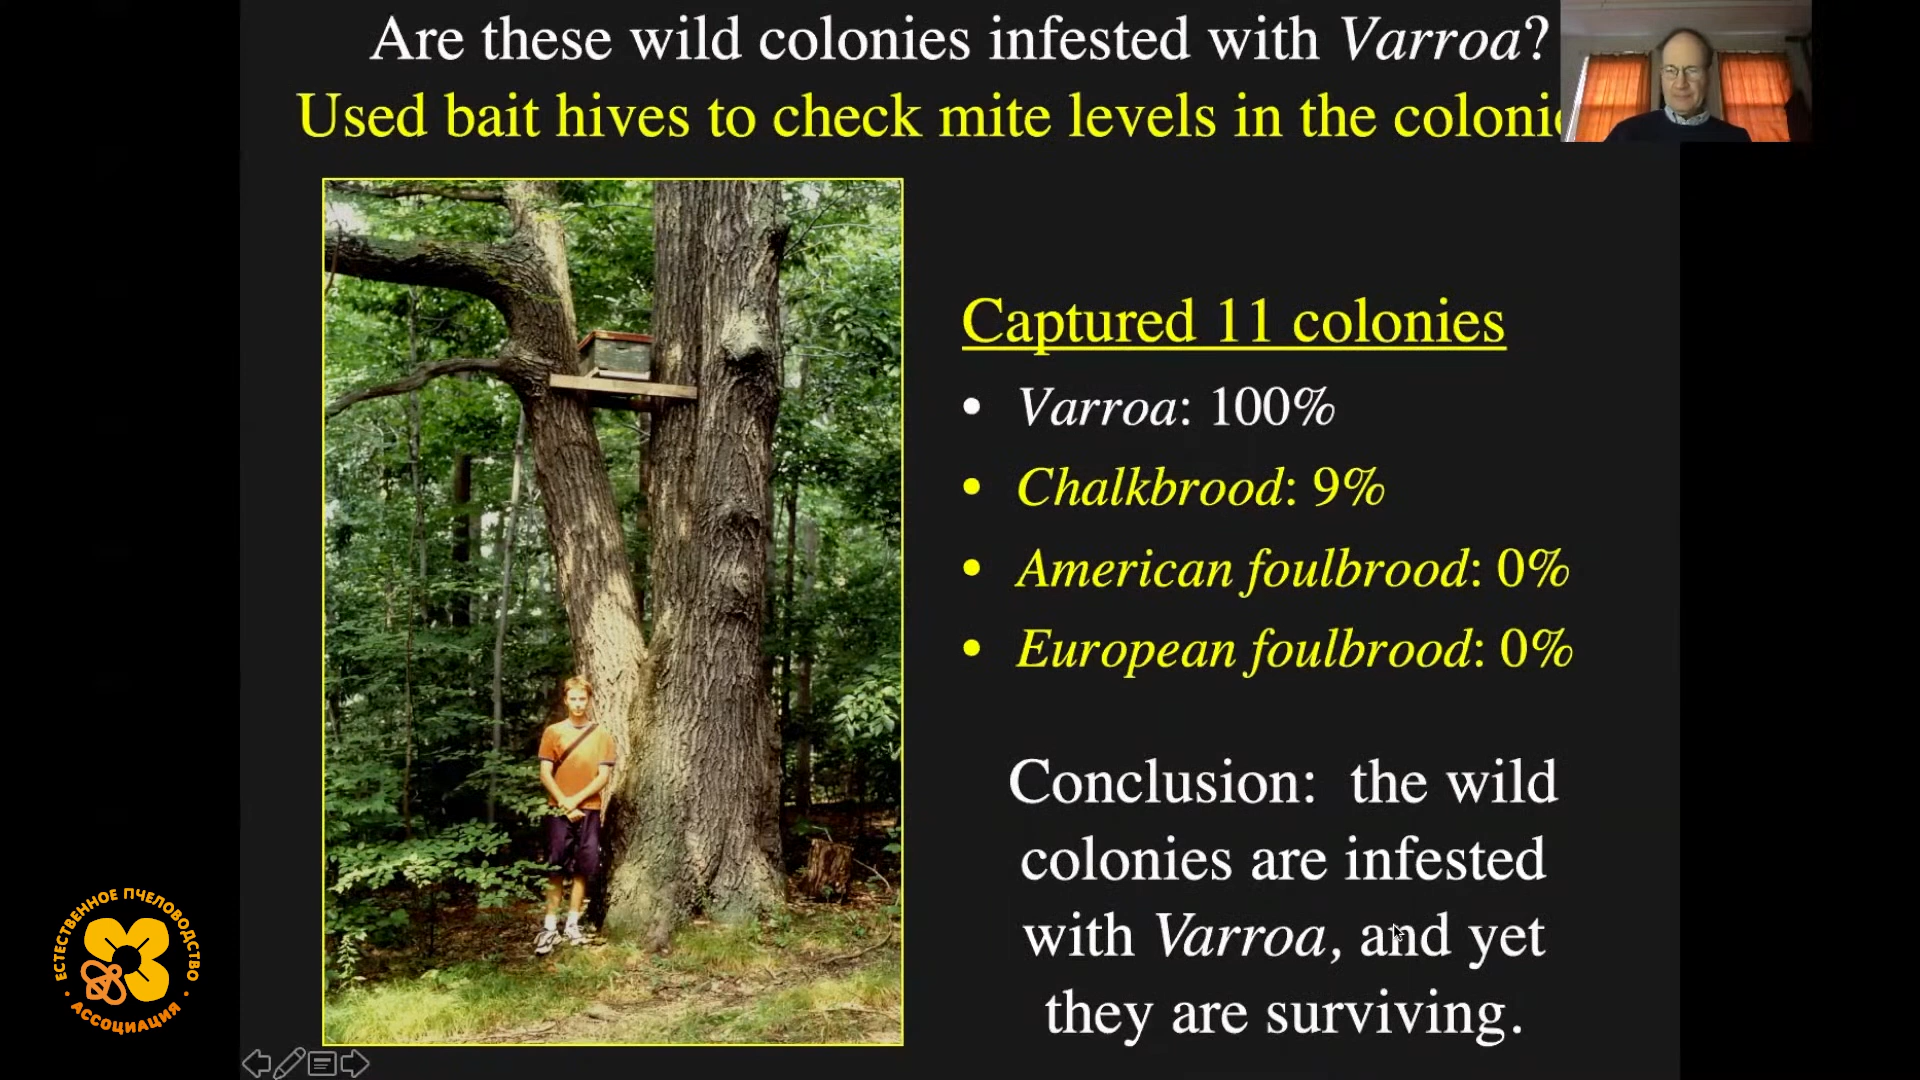 Are these wild colonies infested with Varroa?
Used bait hives to check mite levels in the coloni
Captured 11 colonies
• Varroa: 100%
• Chalkbrood: 9%
• American foulbrood: 0%
• European foulbrood: 0%
Conclusion: the wild
colonies are infested
with Varroa, and yet
they are surviving.
ЕСТЕСТВЕННОЕ ПЧЕЛОВОДСТВО
· АССОЦИАЦИЯ ·